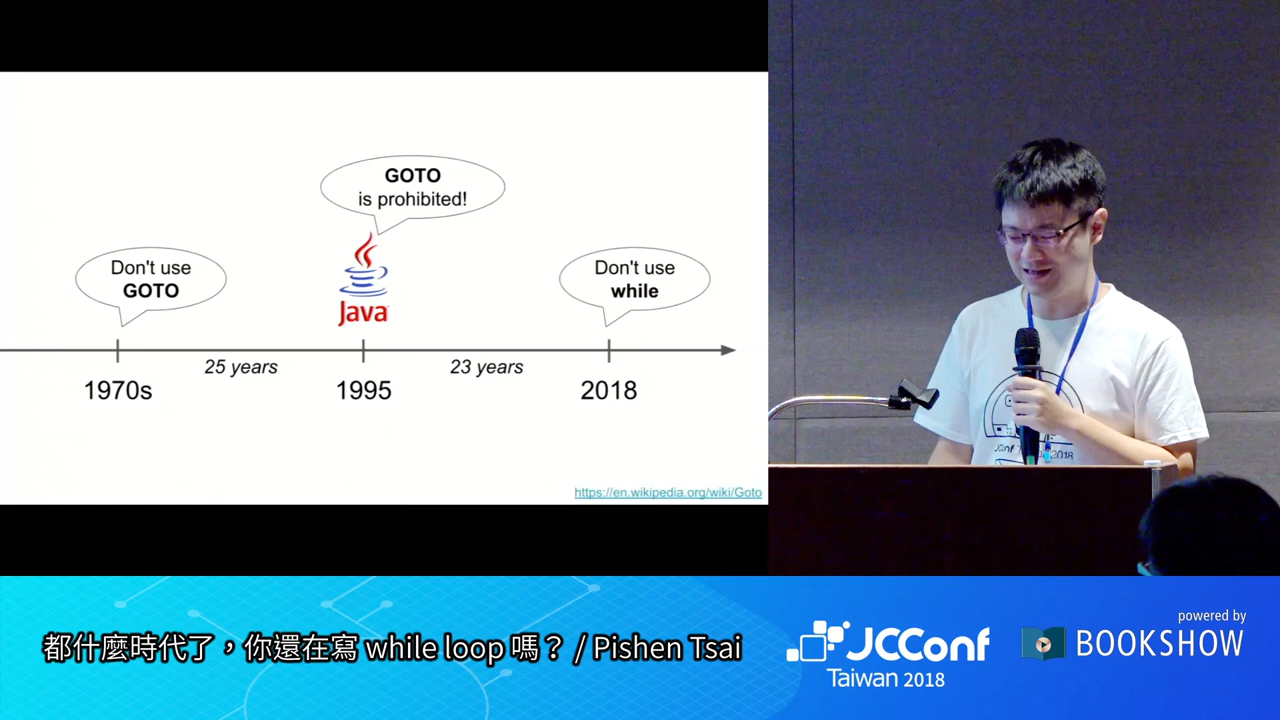 GOTO
is prohibited!
Don't use
GOTO
Java
Don't use
while
25 years
23 years
1970s
1995
2018
https://en.wikipedia.org/wiki/Goto
都什麼時代了，你還在寫 while loop 嗎？ / Pishen Tsai
JCConf
Taiwan 2018
powered by
BOOKSHOW